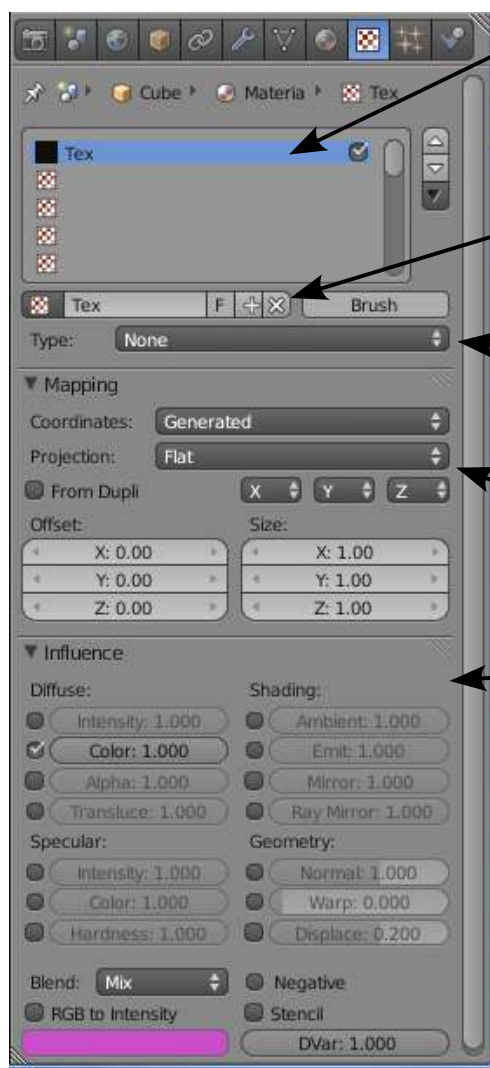 Cube Materia Tex
Tex
Tex F Brush
Type: None
Mapping
Coordinates: Generated
Projection: Flat
From Dupli X Y Z
Offset: Size:
X: 0.00 X: 1.00
Y: 0.00 Y: 1.00
Z: 0.00 Z: 1.00
Influence
Diffuse: Shading:
Intensity: 1.000 Ambient: 1.000
Color: 1.000 Emit: 1.000
Alpha: 1.000 Mirror: 1.000
Transluce: 1.000 Ray Mirror: 1.000
Specular: Geometry:
Intensity: 1.000 Normal: 1.000
Color: 1.000 Warp: 0.000
Hardness: 1.000 Displace: 0.200
Blend: Mix Negative
RGB to Intensity Stencil
DVar: 1.000